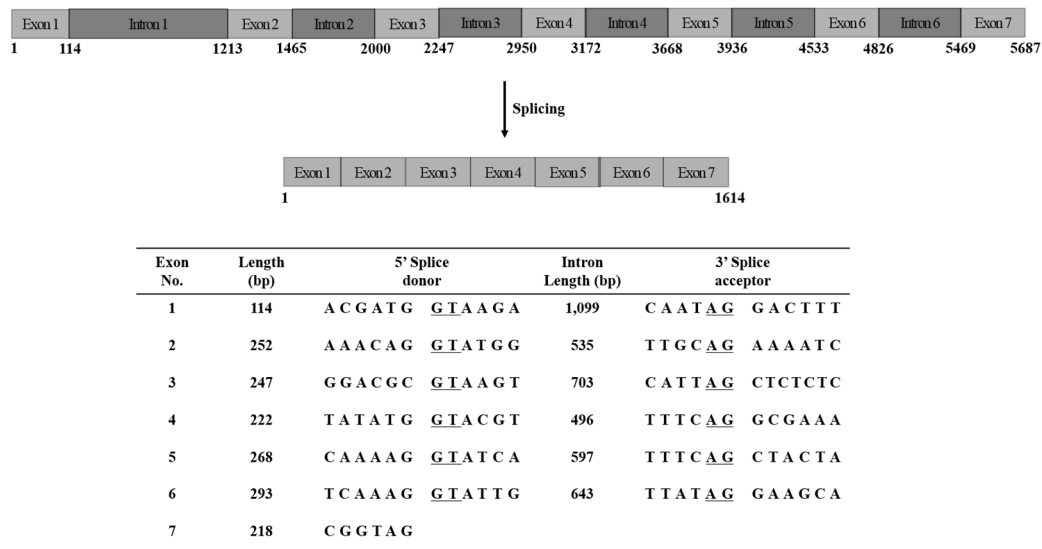 Exon 1 Intron 1 Exon 2 Intron 2 Exon 3 Intron 3 Exon 4 Intron 4 Exon 5 Intron 5 Exon 6 Intron 6 Exon 7
1 114 1213 1465 2000 2247 2950 3172 3668 3936 4533 4826 5469 5687
Splicing
Exon 1 Exon 2 Exon 3 Exon 4 Exon 5 Exon 6 Exon 7
1 1614
Exon Length 5’ Splice Intron 3’ Splice
No. (bp) donor Length (bp) acceptor
1 114 A C G A T G G T A A G A 1,099 C A A T A G G A C T T T
2 252 A A A C A G G T A T G G 535 T T G C A G A A A A T C
3 247 G G A C G C G T A A G T 703 C A T T A G C T C T C T C
4 222 T A T A T G G T A C G T 496 T T T C A G G C G A A A
5 268 C A A A A G G T A T C A 597 T T T C A G C T A C T A
6 293 T C A A A G G T A T T G 643 T T A T A G G A A G C A
7 218 C G G T A G